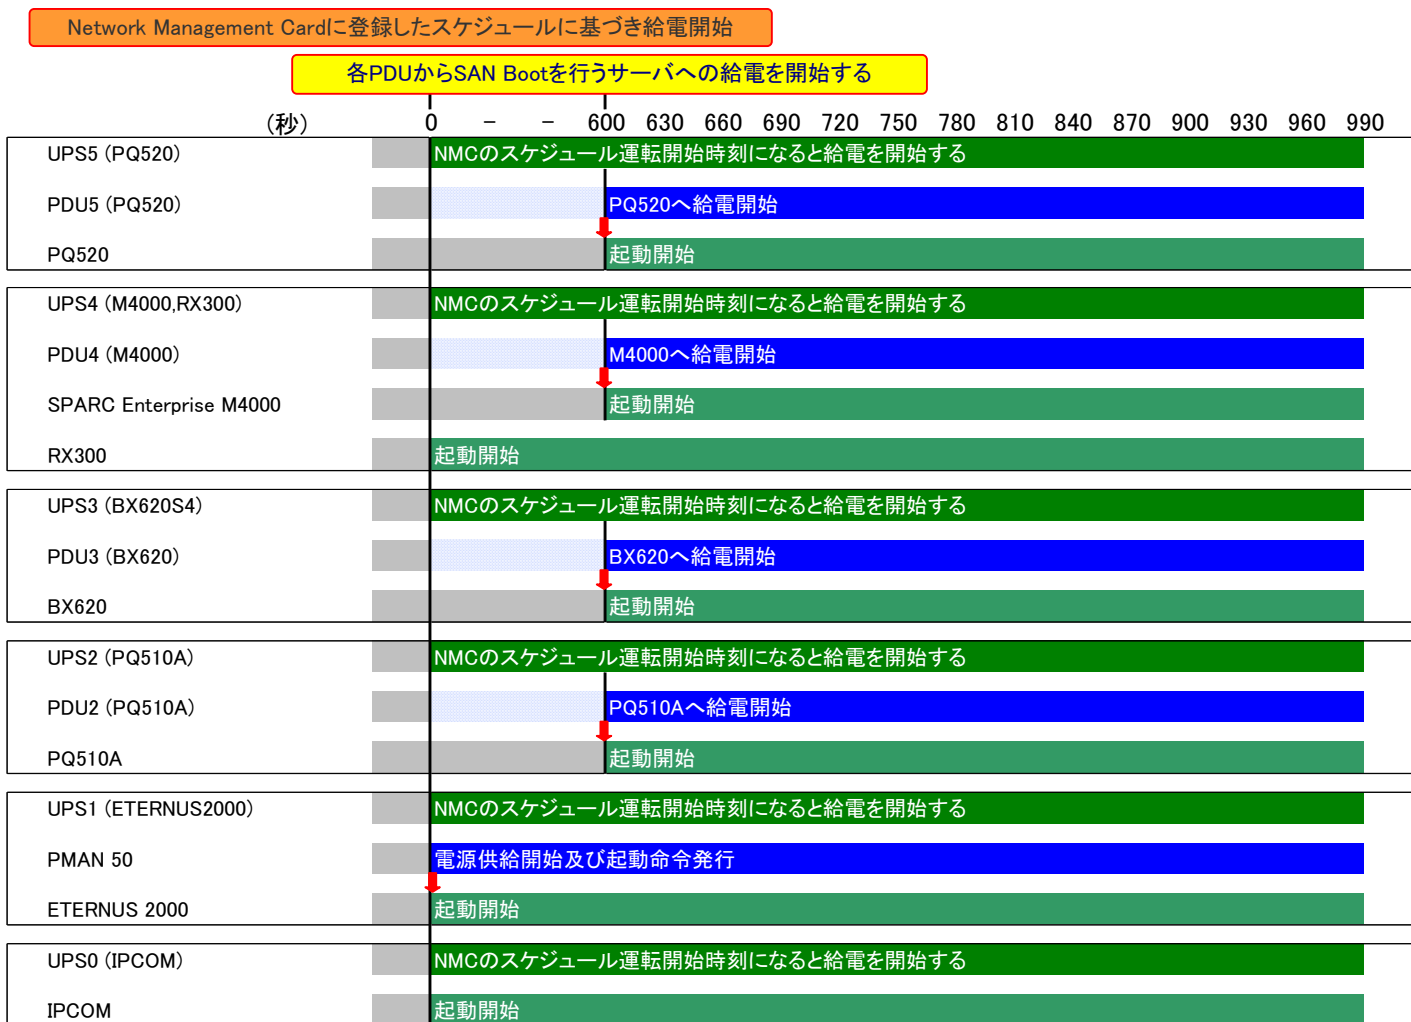 Network Management Cardに登録したスケジュールに基づき給電開始
各PDUからSAN Bootを行うサーバへの給電を開始する
(秒) 0 − − 600 630 660 690 720 750 780 810 840 870 900 930 960 990
UPS5 (PQ520) NMCのスケジュール運転開始時刻になると給電を開始する
PDU5 (PQ520) PQ520へ給電開始
PQ520 起動開始
UPS4 (M4000,RX300) NMCのスケジュール運転開始時刻になると給電を開始する
PDU4 (M4000) M4000へ給電開始
SPARC Enterprise M4000 起動開始
RX300 起動開始
UPS3 (BX620S4) NMCのスケジュール運転開始時刻になると給電を開始する
PDU3 (BX620) BX620へ給電開始
BX620 起動開始
UPS2 (PQ510A) NMCのスケジュール運転開始時刻になると給電を開始する
PDU2 (PQ510A) PQ510Aへ給電開始
PQ510A 起動開始
UPS1 (ETERNUS2000) NMCのスケジュール運転開始時刻になると給電を開始する
PMAN 50 電源供給開始及び起動命令発行
ETERNUS 2000 起動開始
UPS0 (IPCOM) NMCのスケジュール運転開始時刻になると給電を開始する
IPCOM 起動開始